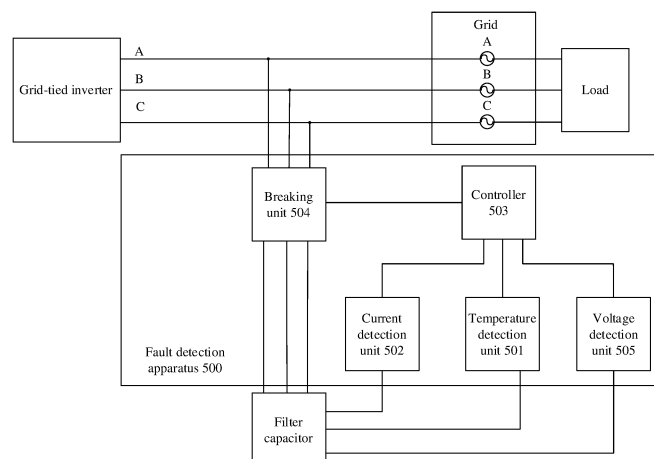 Grid
A
A
Grid-tied inverter
B
B
Load
C
C
Breaking
unit 504
Controller
503
Current
detection
unit 502
Temperature
detection
unit 501
Voltage
detection
unit 505
Fault detection
apparatus 500
Filter
capacitor